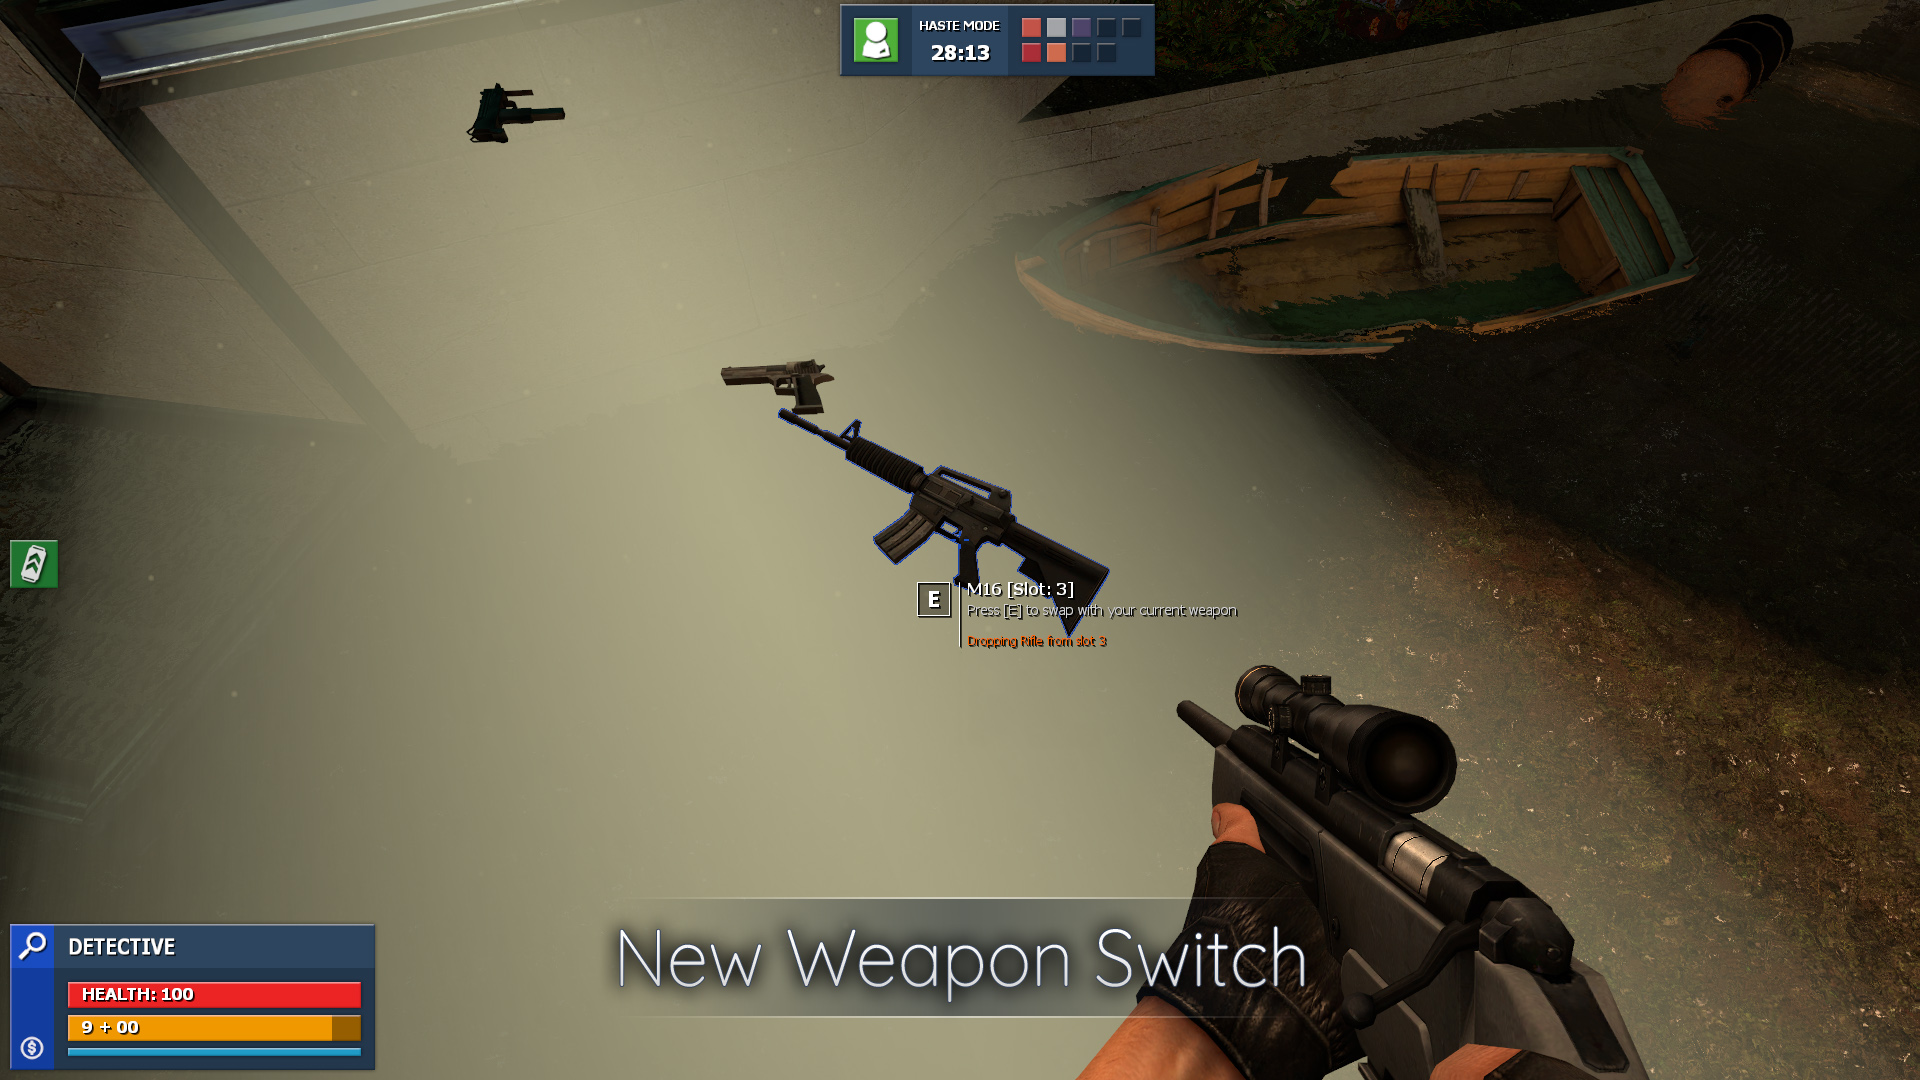 HASTE MODE
28:13
E
M16 [Slot: 3]
Press [E] to swap with your current weapon
Dropping Rifle from slot 3
New Weapon Switch
DETECTIVE
HEALTH: 100
9 + 00
$